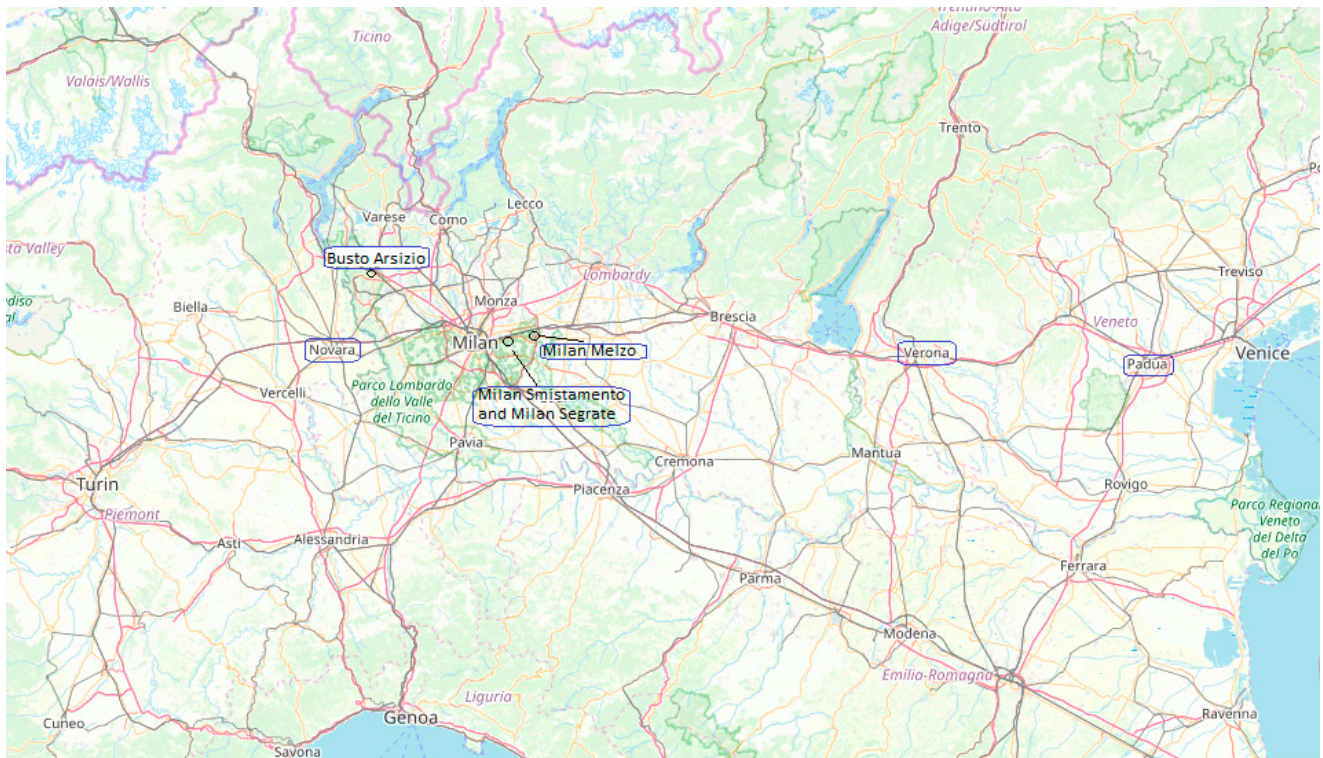 Trentino-Alto
Adige/Südtirol
Ticino
Valais/Wallis
Trento
Lecco
Varese
Como
sta Valley
Busto Arsizio
Lombardy
Treviso
Monza
Biella
Brescia
Veneto
Milan
Novara
Milan Melzo
Verona
Venice
Padua
Parco Lombardo
della Valle
del Ticino
Vercelli
Milan Smistamento
and Milan Segrate
Pavia
Mantua
Cremona
Turin
Piacenza
Rovigo
Piemont
Parco Regional
Veneto
del Delta
del Po
Asti
Alessandria
Ferrara
Parma
Modena
Emilia-Romagna
Liguria
Genoa
Ravenna
Cuneo
Savona